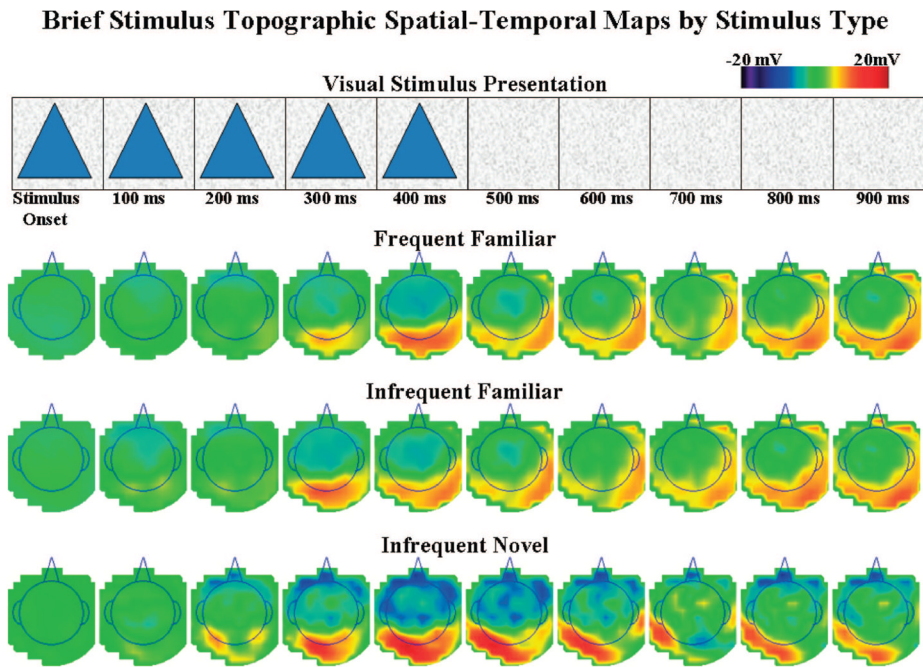 Brief Stimulus Topographic Spatial-Temporal Maps by Stimulus Type
-20 mV 20mV
Visual Stimulus Presentation
Stimulus Onset 100 ms 200 ms 300 ms 400 ms 500 ms 600 ms 700 ms 800 ms 900 ms
Frequent Familiar
Infrequent Familiar
Infrequent Novel